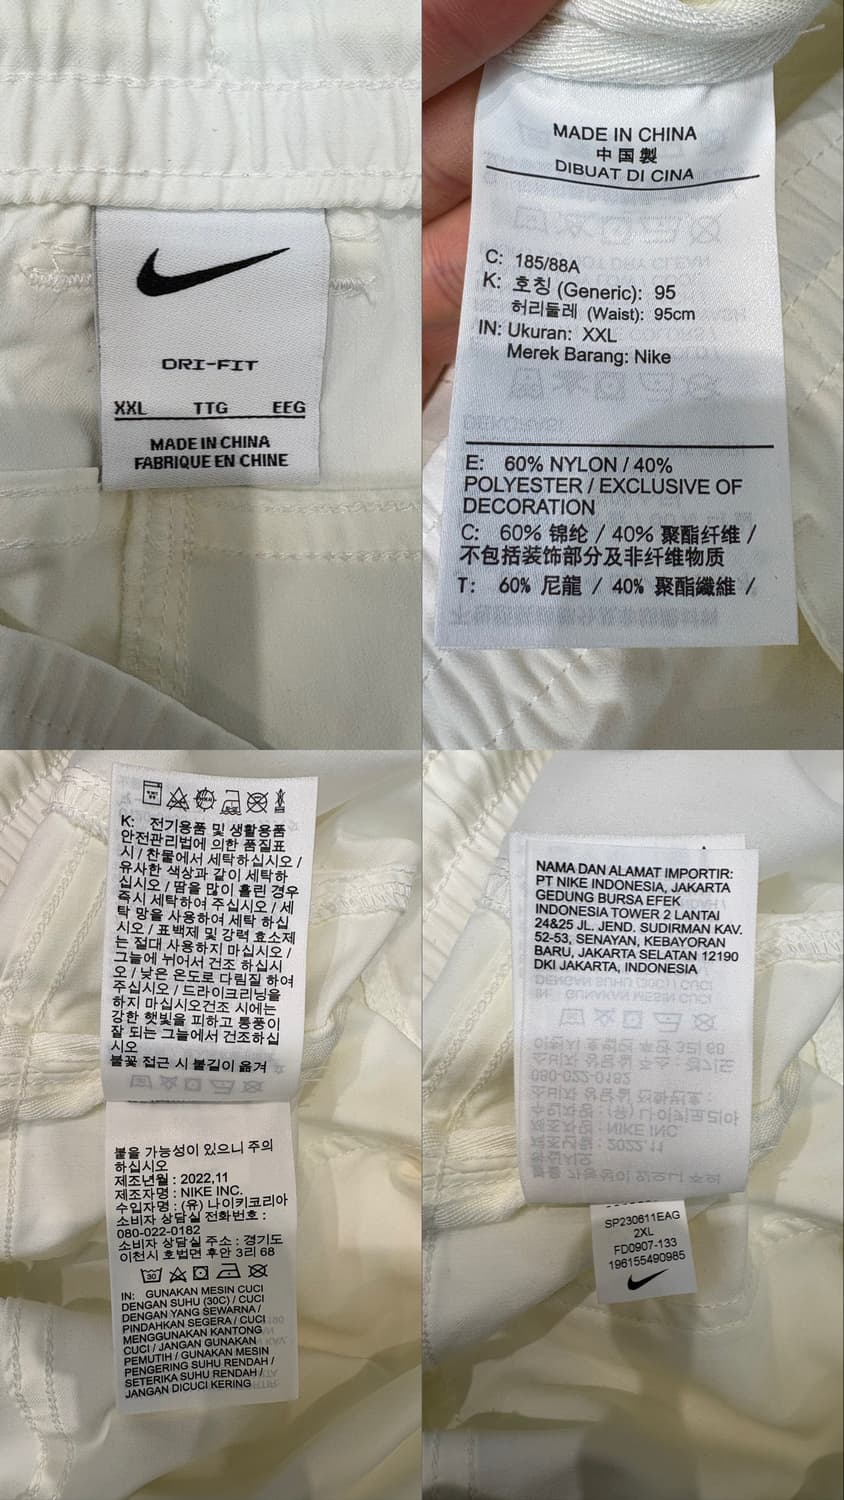 DRI-FIT
XXL TTG EEG
MADE IN CHINA
FABRIQUE EN CHINE
MADE IN CHINA
中 国 製
DIBUAT DI CINA
C: 185/88A
K: 호칭 (Generic): 95
허리둘레 (Waist): 95cm
IN: Ukuran: XXL
Merek Barang: Nike
E: 60% NYLON / 40%
POLYESTER / EXCLUSIVE OF
DECORATION
C: 60% 锦纶 / 40% 聚酯纤维 /
不包括装饰部分及非纤维物质
T: 60% 尼龍 / 40% 聚酯纖維 /
K: 전기용품 및 생활용품
안전관리법에 의한 품질표
시 / 찬물에서 세탁하십시오 /
유사한 색상과 같이 세탁하
십시오 / 땀을 많이 흘린 경우
즉시 세탁하여 주십시오 / 세
탁 망을 사용하여 세탁 하십
시오 / 표백제 및 강력 효소제
는 절대 사용하지 마십시오 /
그늘에 뉘어서 건조 하십시
오 / 낮은 온도로 다림질 하여
주십시오 / 드라이크리닝을
하지 마십시오건조 시에는
강한 햇빛을 피하고 통풍이
잘 되는 그늘에서 건조하십
시오
불꽃 접근 시 불길이 옮겨
붙을 가능성이 있으니 주의
하십시오
제조년월 : 2022,11
제조자명 : NIKE INC.
수입자명 : (유) 나이키코리아
소비자 상담실 전화번호 :
080-022-0182
소비자 상담실 주소 : 경기도
이천시 호법면 후안 3리 68
30
IN: GUNAKAN MESIN CUCI
DENGAN SUHU (30C) / CUCI
DENGAN YANG SEWARNA /
PINDAHKAN SEGERA / CUCI
MENGGUNAKAN KANTONG
CUCI / JANGAN GUNAKAN
PEMUTIH / GUNAKAN MESIN
PENGERING SUHU RENDAH /
SETERIKA SUHU RENDAH /
JANGAN DICUCI KERING
NAMA DAN ALAMAT IMPORTIR:
PT NIKE INDONESIA, JAKARTA
GEDUNG BURSA EFEK
INDONESIA TOWER 2 LANTAI
24&25 JL. JEND. SUDIRMAN KAV.
52-53, SENAYAN, KEBAYORAN
BARU, JAKARTA SELATAN 12190
DKI JAKARTA, INDONESIA
SP230611EAG
2XL
FD0907-133
196155490985